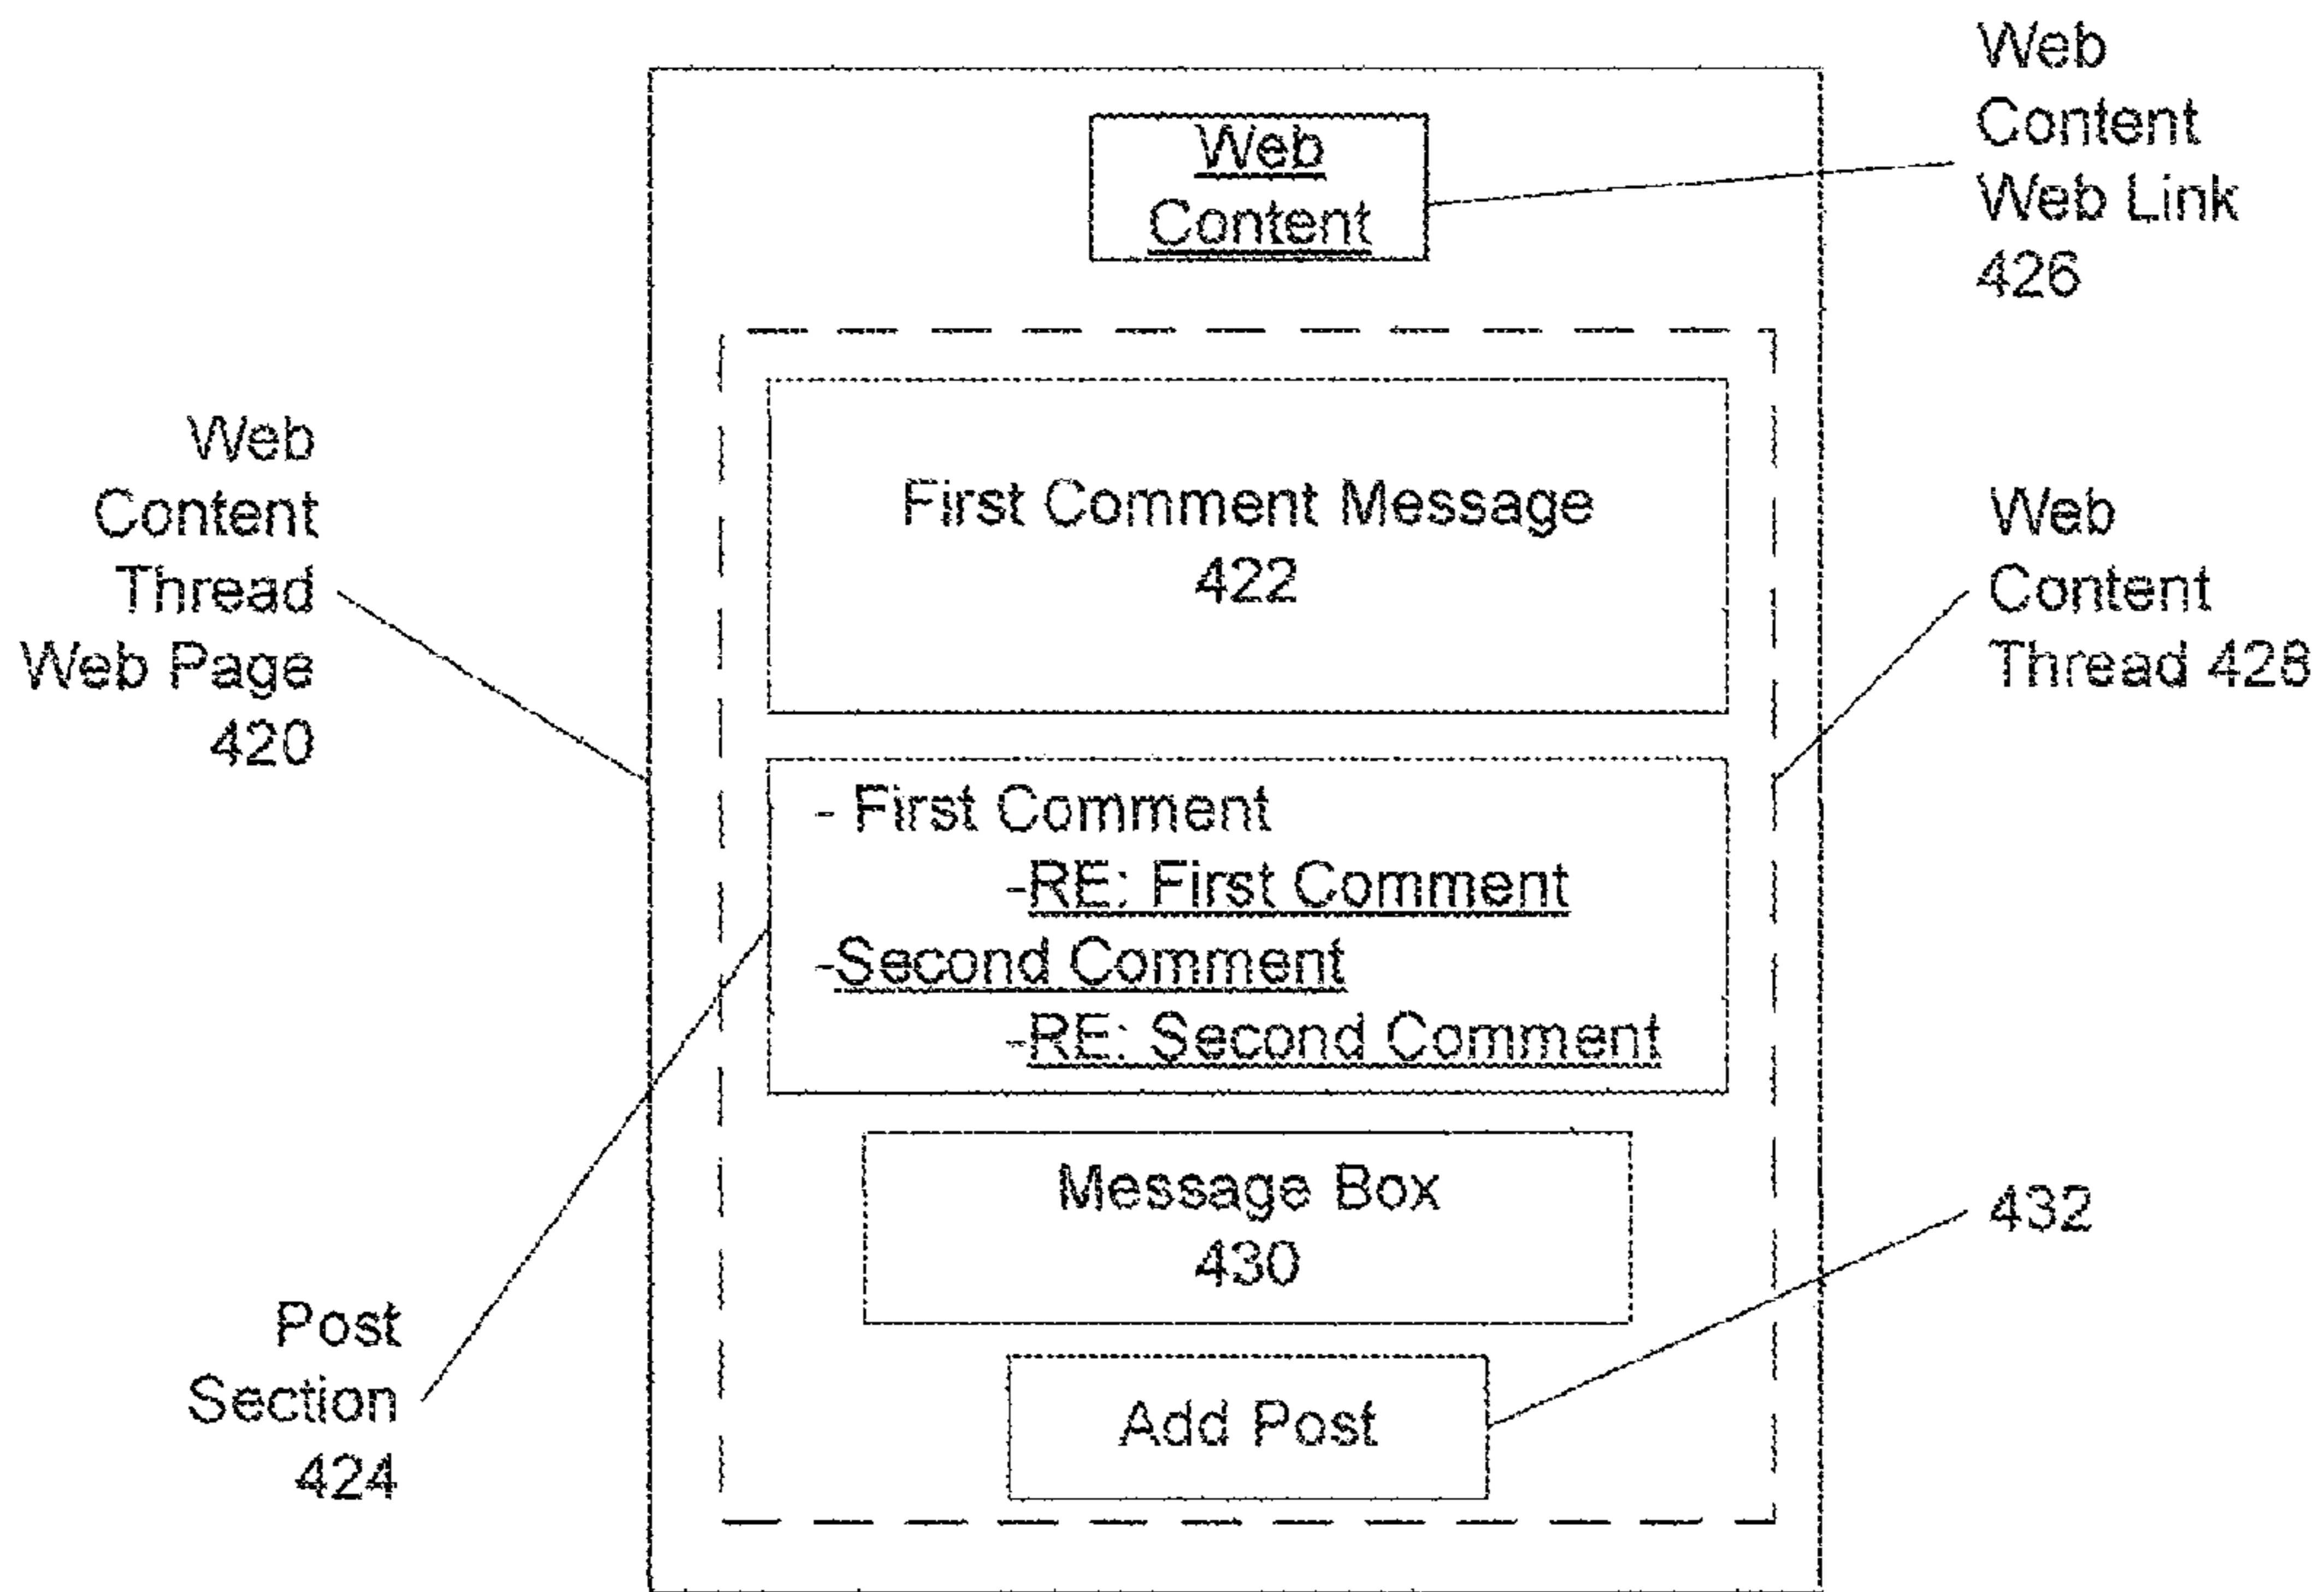 Web
Content
Web
Content
Web Link
426
Web
Content
Thread
Web Page
420
First Comment Message
422
Web
Content
Thread 428
- First Comment
-RE: First Comment
-Second Comment
-RE: Second Comment
Message Box
430
432
Post
Section
424
Add Post